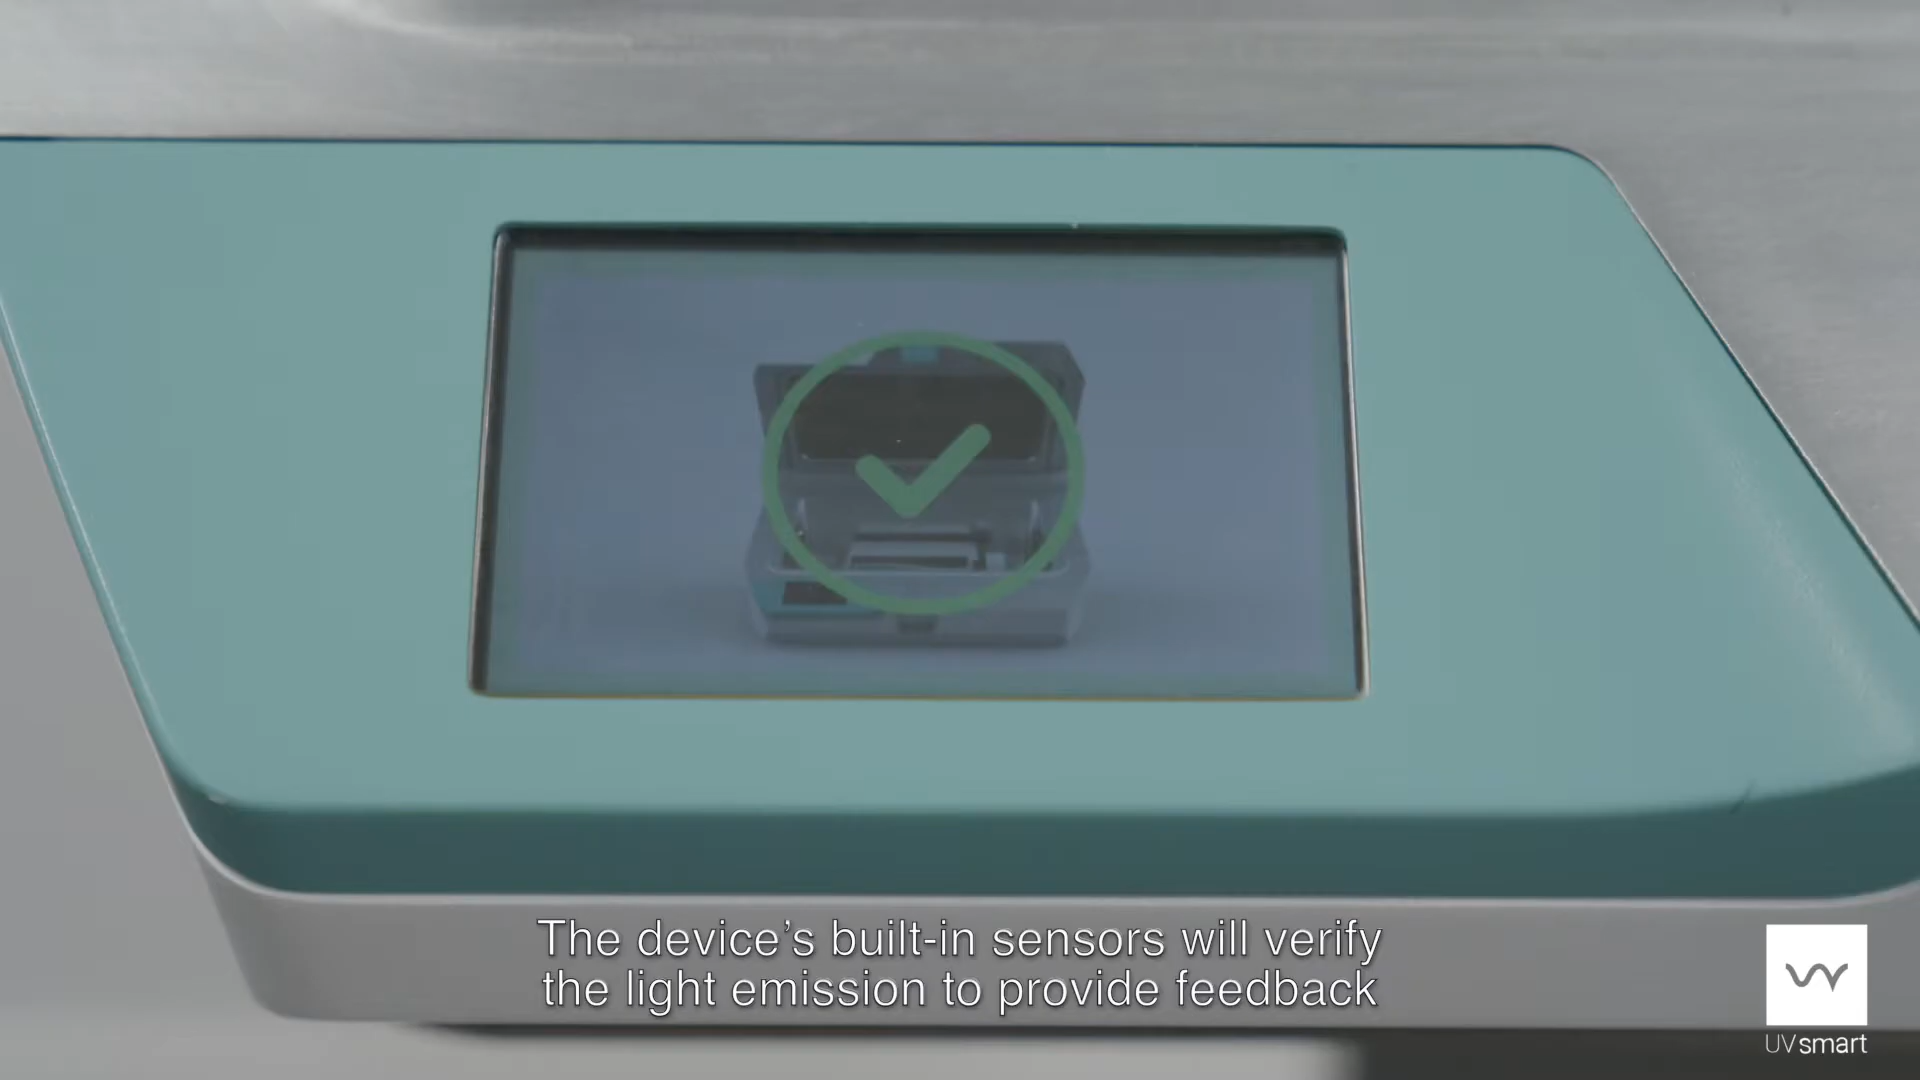 The device’s built-in sensors will verify
the light emission to provide feedback
UVsmart